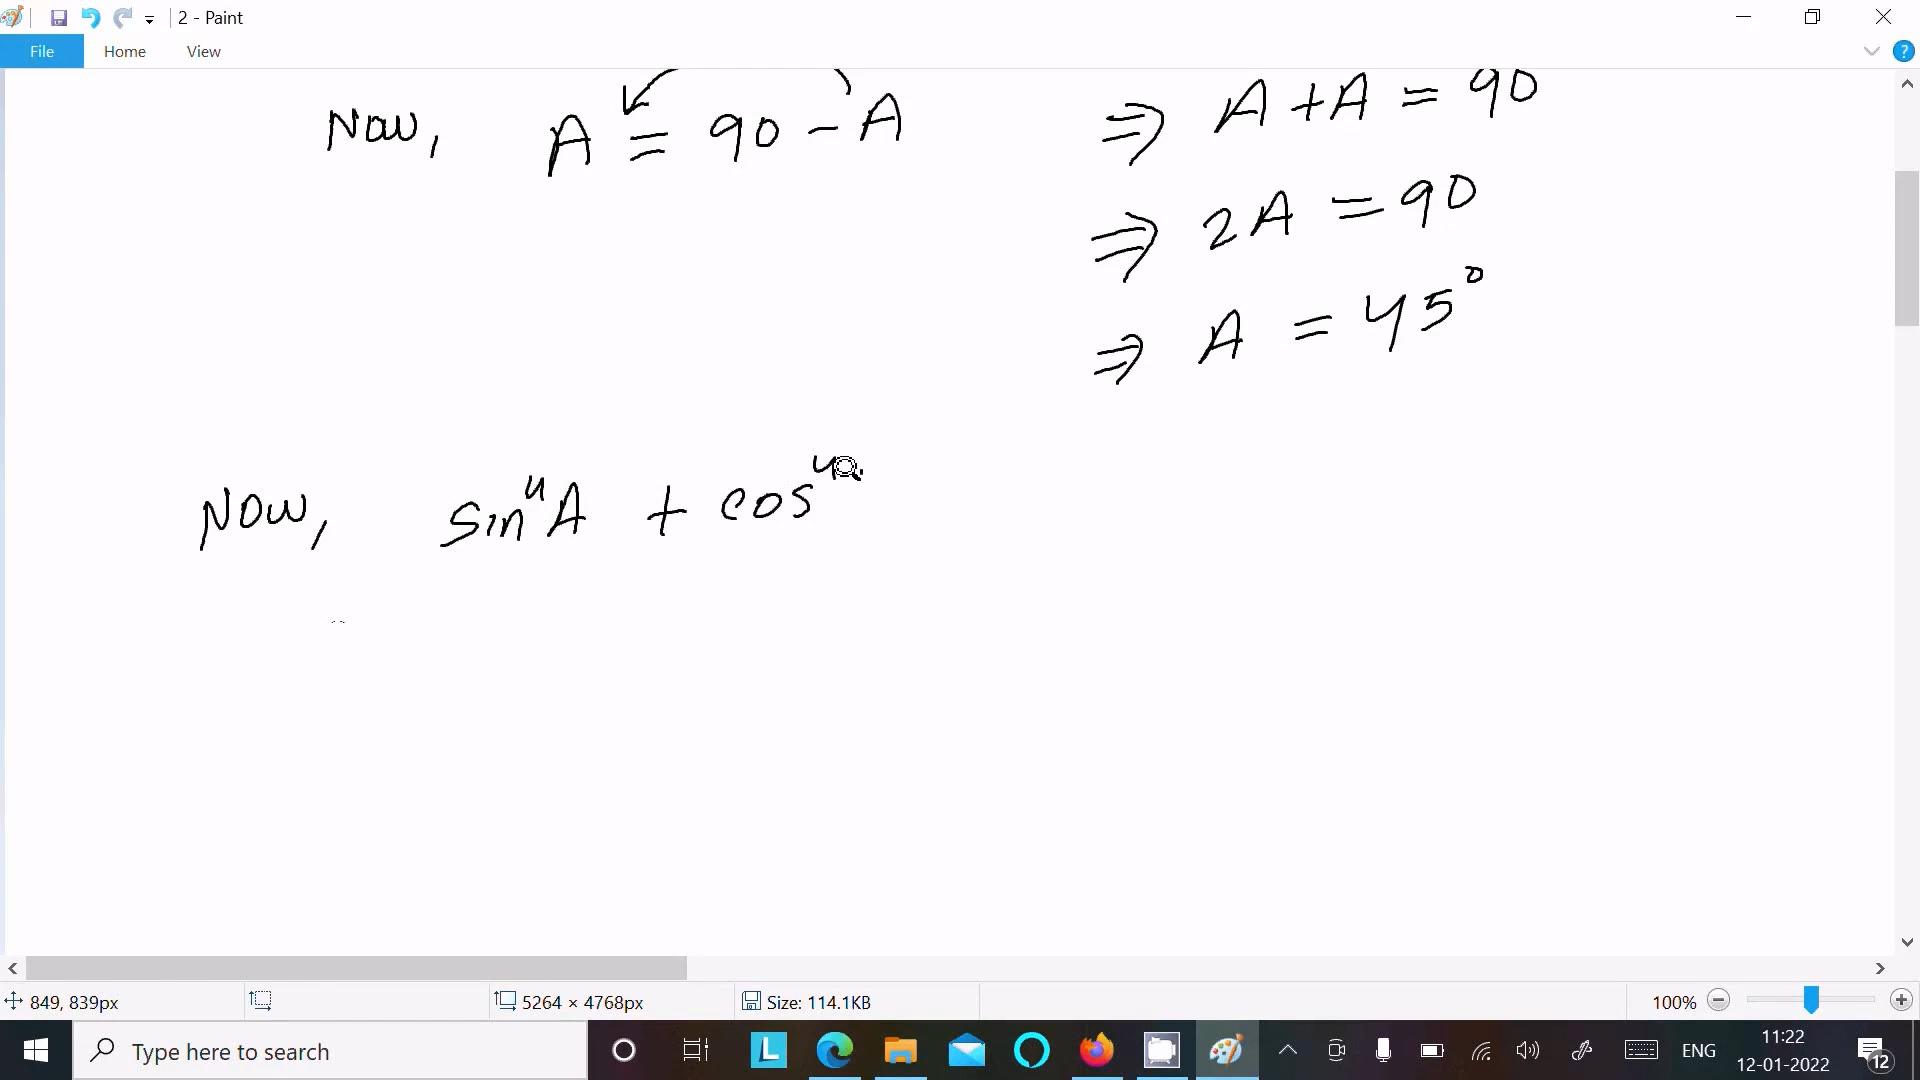 2 - Paint
File Home View
Now, A = 90 - A
⇒ A + A = 90
⇒ 2A = 90
⇒ A = 45°
Now, sin⁴A + cos⁴
849, 839px
5264 × 4768px
Size: 114.1KB
100%
Type here to search
L
ENG
11:22
12-01-2022
12